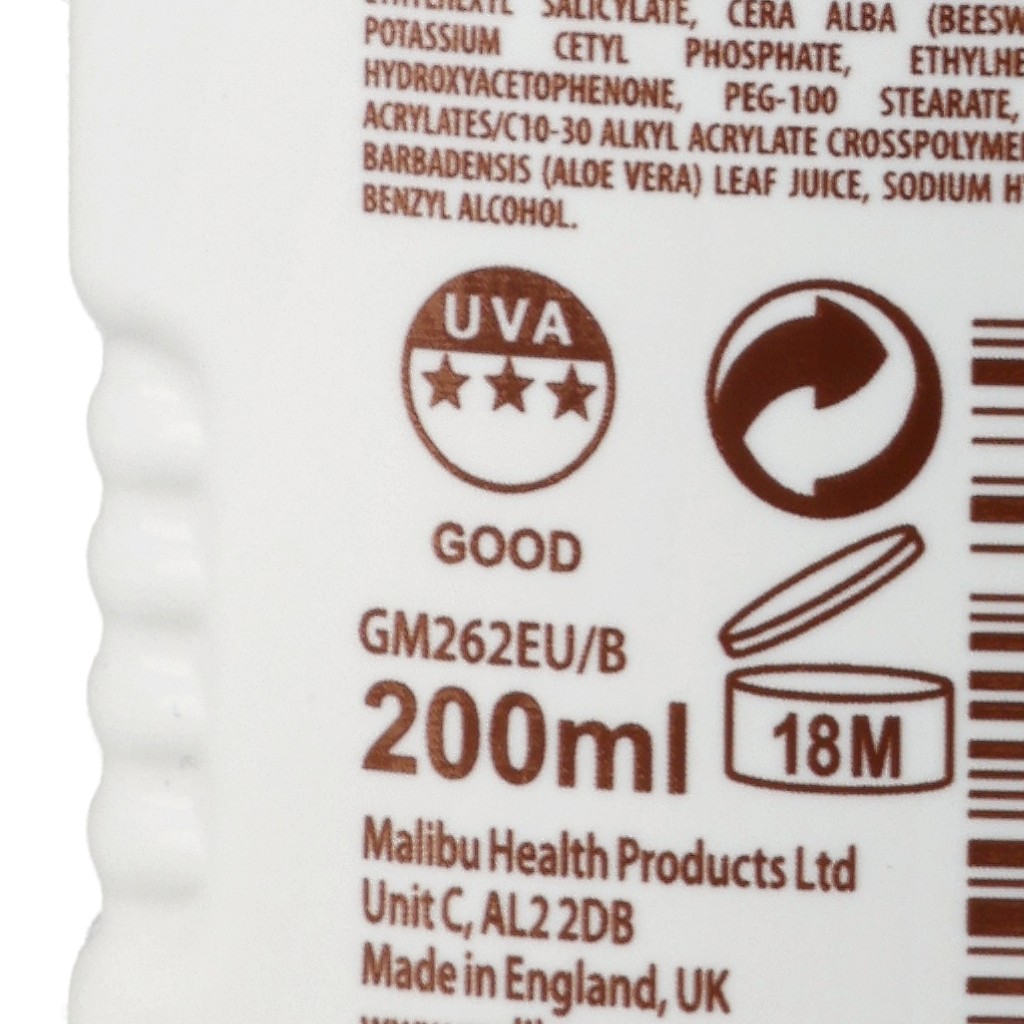 SALICYLATE, CERA ALBA
POTASSIUM CETYL PHOSPHATE,
HYDROXYACETOPHENONE, PEG-100 STEARATE,
ACRYLATES/C10-30 ALKYL ACRYLATE
BARBADENSIS (ALOE VERA) LEAF JUICE, SODIUM
BENZYL ALCOHOL.
UVA
GOOD
GM262EU/B
200ml
18M
Malibu Health Products Ltd
Unit C, AL2 2DB
Made in England, UK